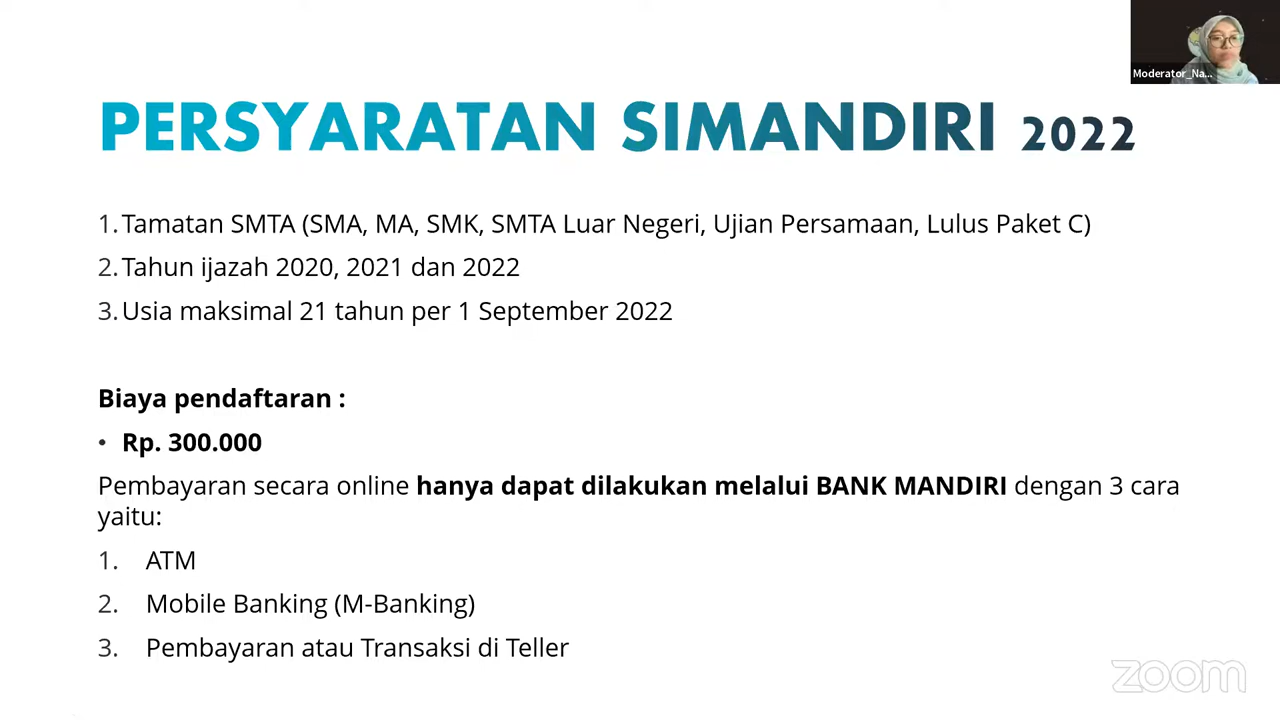 Moderator_Na...
PERSYARATAN SIMANDIRI 2022
1. Tamatan SMTA (SMA, MA, SMK, SMTA Luar Negeri, Ujian Persamaan, Lulus Paket C)
2. Tahun ijazah 2020, 2021 dan 2022
3. Usia maksimal 21 tahun per 1 September 2022
Biaya pendaftaran :
• Rp. 300.000
Pembayaran secara online hanya dapat dilakukan melalui BANK MANDIRI dengan 3 cara
yaitu:
1. ATM
2. Mobile Banking (M-Banking)
3. Pembayaran atau Transaksi di Teller
zoom